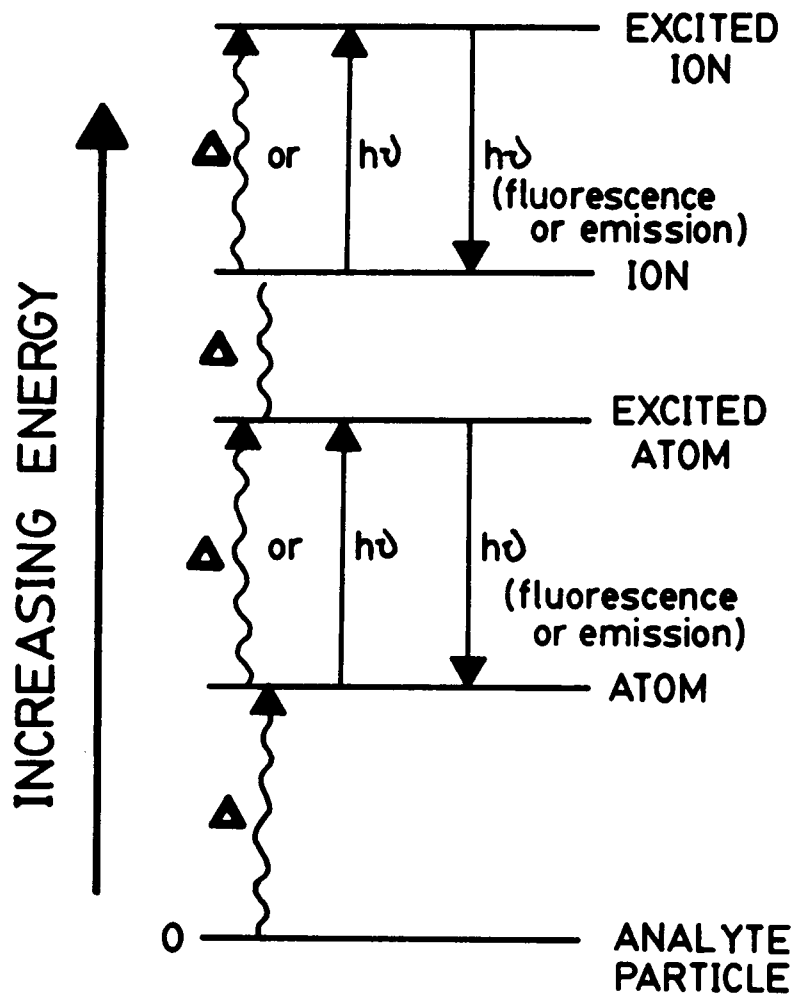 EXCITED
ION
Δ or hν hν
(fluorescence
or emission)
ION
Δ
EXCITED
ATOM
Δ or hν hν
(fluorescence
or emission)
ATOM
Δ
0
ANALYTE
PARTICLE
INCREASING ENERGY